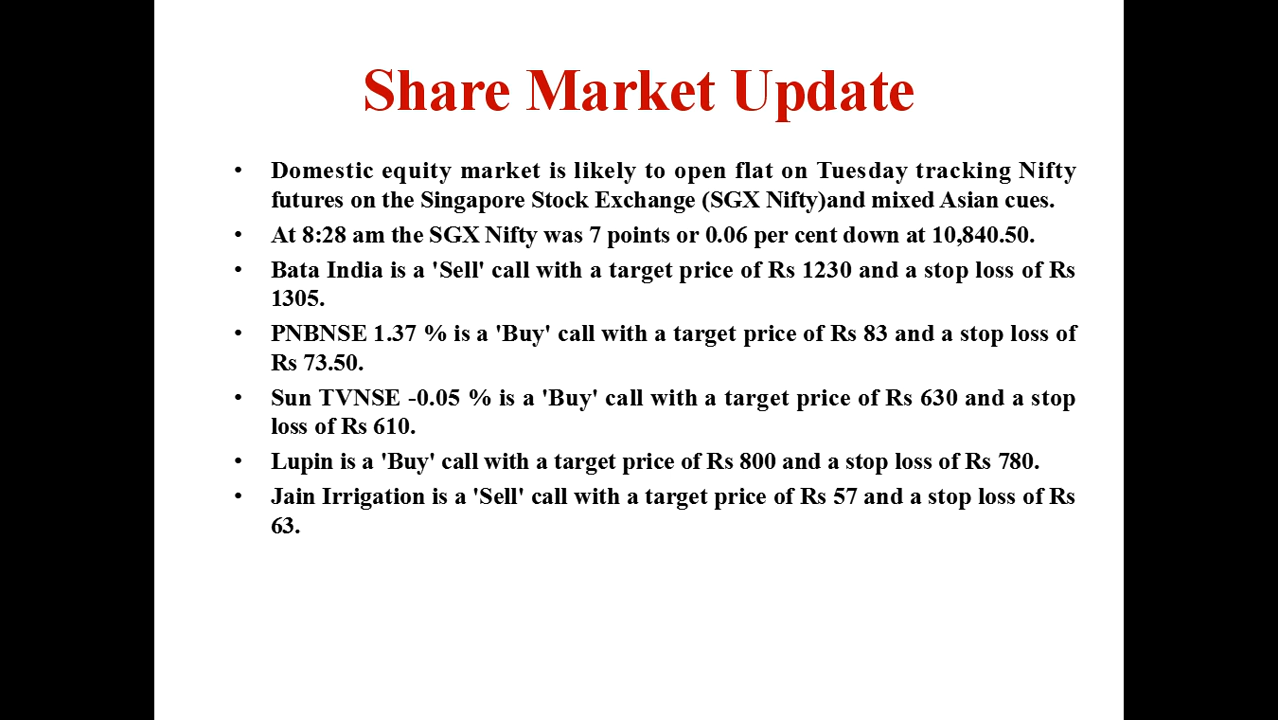 Share Market Update
• Domestic equity market is likely to open flat on Tuesday tracking Nifty
futures on the Singapore Stock Exchange (SGX Nifty)and mixed Asian cues.
• At 8:28 am the SGX Nifty was 7 points or 0.06 per cent down at 10,840.50.
• Bata India is a 'Sell' call with a target price of Rs 1230 and a stop loss of Rs
1305.
• PNBNSE 1.37 % is a 'Buy' call with a target price of Rs 83 and a stop loss of
Rs 73.50.
• Sun TVNSE -0.05 % is a 'Buy' call with a target price of Rs 630 and a stop
loss of Rs 610.
• Lupin is a 'Buy' call with a target price of Rs 800 and a stop loss of Rs 780.
• Jain Irrigation is a 'Sell' call with a target price of Rs 57 and a stop loss of Rs
63.